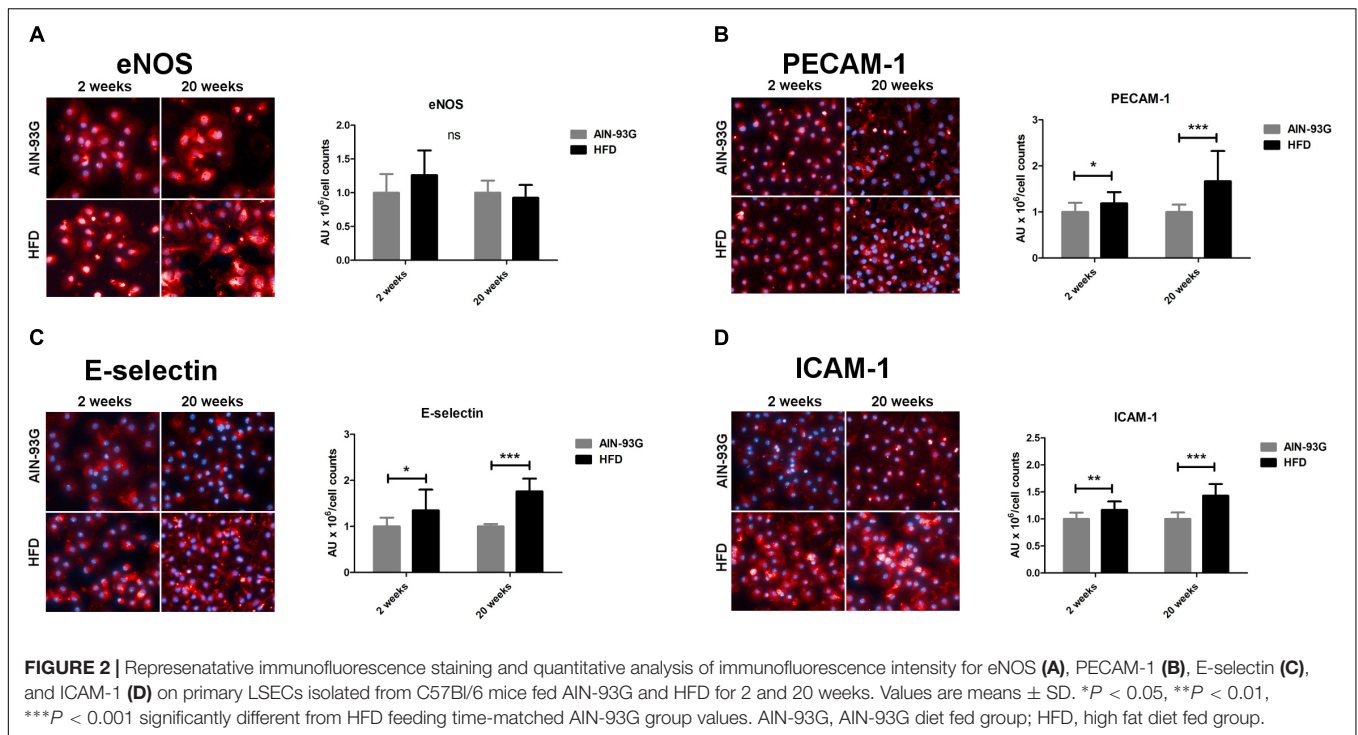 A
eNOS
2 weeks 20 weeks
AIN-93G
HFD
eNOS
AU x 10⁶/cell counts
2.0
1.5
1.0
0.5
0.0
ns
2 weeks
20 weeks
AIN-93G
HFD
B
PECAM-1
2 weeks 20 weeks
AIN-93G
HFD
PECAM-1
AU x 10⁶/cell counts
3
2
1
0
*
***
2 weeks
20 weeks
AIN-93G
HFD
C
E-selectin
2 weeks 20 weeks
AIN-93G
HFD
E-selectin
AU x 10⁶/cell counts
3
2
1
0
*
***
2 weeks
20 weeks
AIN-93G
HFD
D
ICAM-1
2 weeks 20 weeks
AIN-93G
HFD
ICAM-1
AU x 10⁶/cell counts
2.5
2.0
1.5
1.0
0.5
0.0
**
***
2 weeks
20 weeks
AIN-93G
HFD
FIGURE 2 | Represenatative immunofluorescence staining and quantitative analysis of immunofluorescence intensity for eNOS (A), PECAM-1 (B), E-selectin (C),
and ICAM-1 (D) on primary LSECs isolated from C57Bl/6 mice fed AIN-93G and HFD for 2 and 20 weeks. Values are means ± SD. *P < 0.05, **P < 0.01,
***P < 0.001 significantly different from HFD feeding time-matched AIN-93G group values. AIN-93G, AIN-93G diet fed group; HFD, high fat diet fed group.